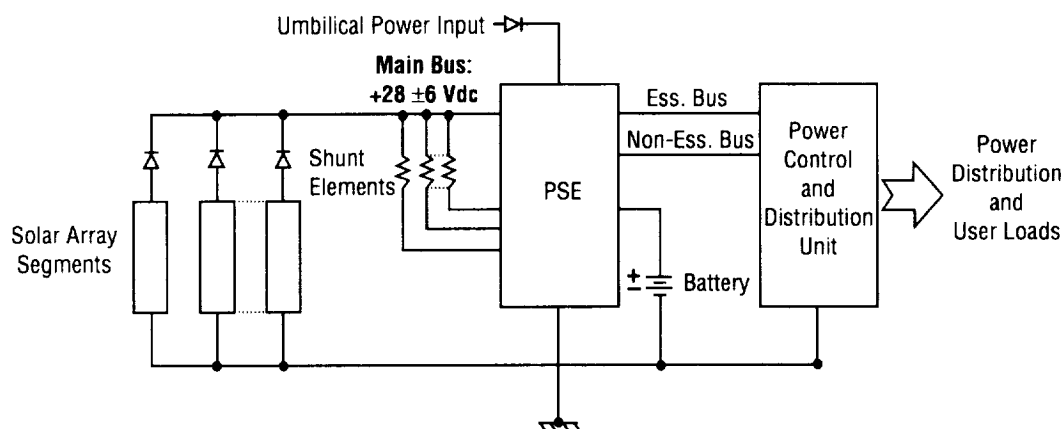 Umbilical Power Input
Main Bus:
+28 ±6 Vdc
Ess. Bus
Non-Ess. Bus
Shunt
Elements
PSE
Power
Control
and
Distribution
Unit
Power
Distribution
and
User Loads
Solar Array
Segments
±
Battery